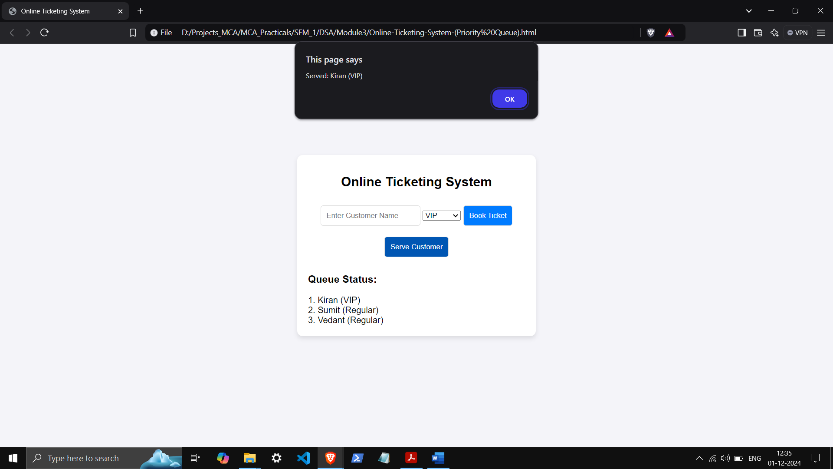 Online Ticketing System
File D:/Projects_MCA/MCA_Practicals/SEM_1/DSA/Module3/Online-Ticketing-System-(Priority%20Queue).html
VPN
This page says
Served: Kiran (VIP)
OK
Online Ticketing System
Enter Customer Name VIP Book Ticket
Serve Customer
Queue Status:
1. Kiran (VIP)
2. Sumit (Regular)
3. Vedant (Regular)
Type here to search
ENG
12:35
01-12-2024